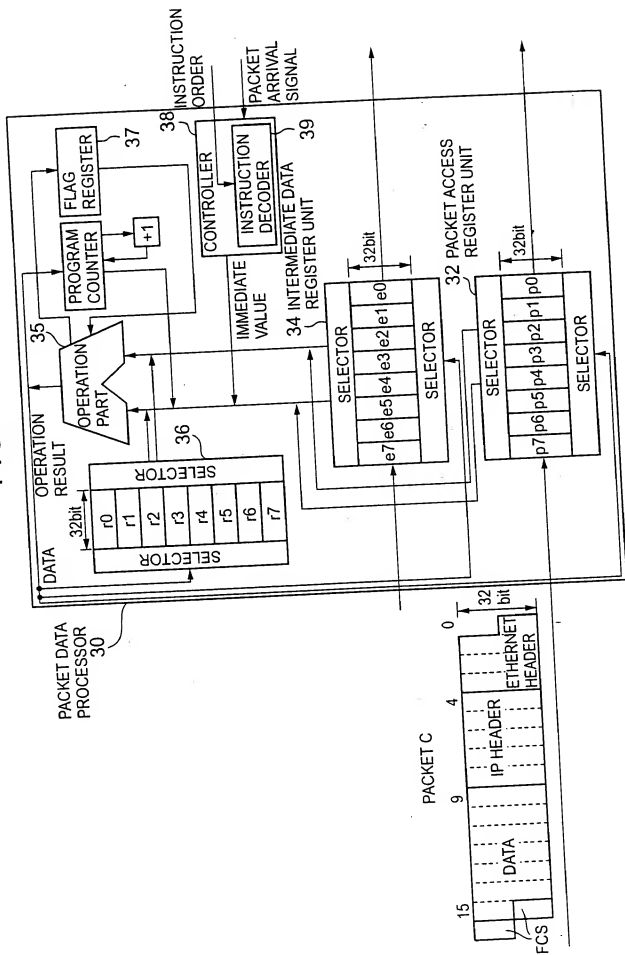 PACKET DATA
PROCESSOR
30
DATA
OPERATION
RESULT
35
OPERATION
PART
PROGRAM
COUNTER
+1
FLAG
REGISTER
37
38
INSTRUCTION
ORDER
CONTROLLER
INSTRUCTION
DECODER
39
PACKET
ARRIVAL
SIGNAL
32bit
SELECTOR
r0
r1
r2
r3
r4
r5
r6
r7
SELECTOR
36
IMMEDIATE
VALUE
34 INTERMEDIATE DATA
REGISTER UNIT
SELECTOR
e7 e6 e5 e4 e3 e2 e1 e0
32bit
SELECTOR
32 PACKET ACCESS
REGISTER UNIT
SELECTOR
p7 p6 p5 p4 p3 p2 p1 p0
32bit
SELECTOR
PACKET C
15 9 4 0
32
bit
FCS
DATA
IP HEADER
ETHERNET
HEADER